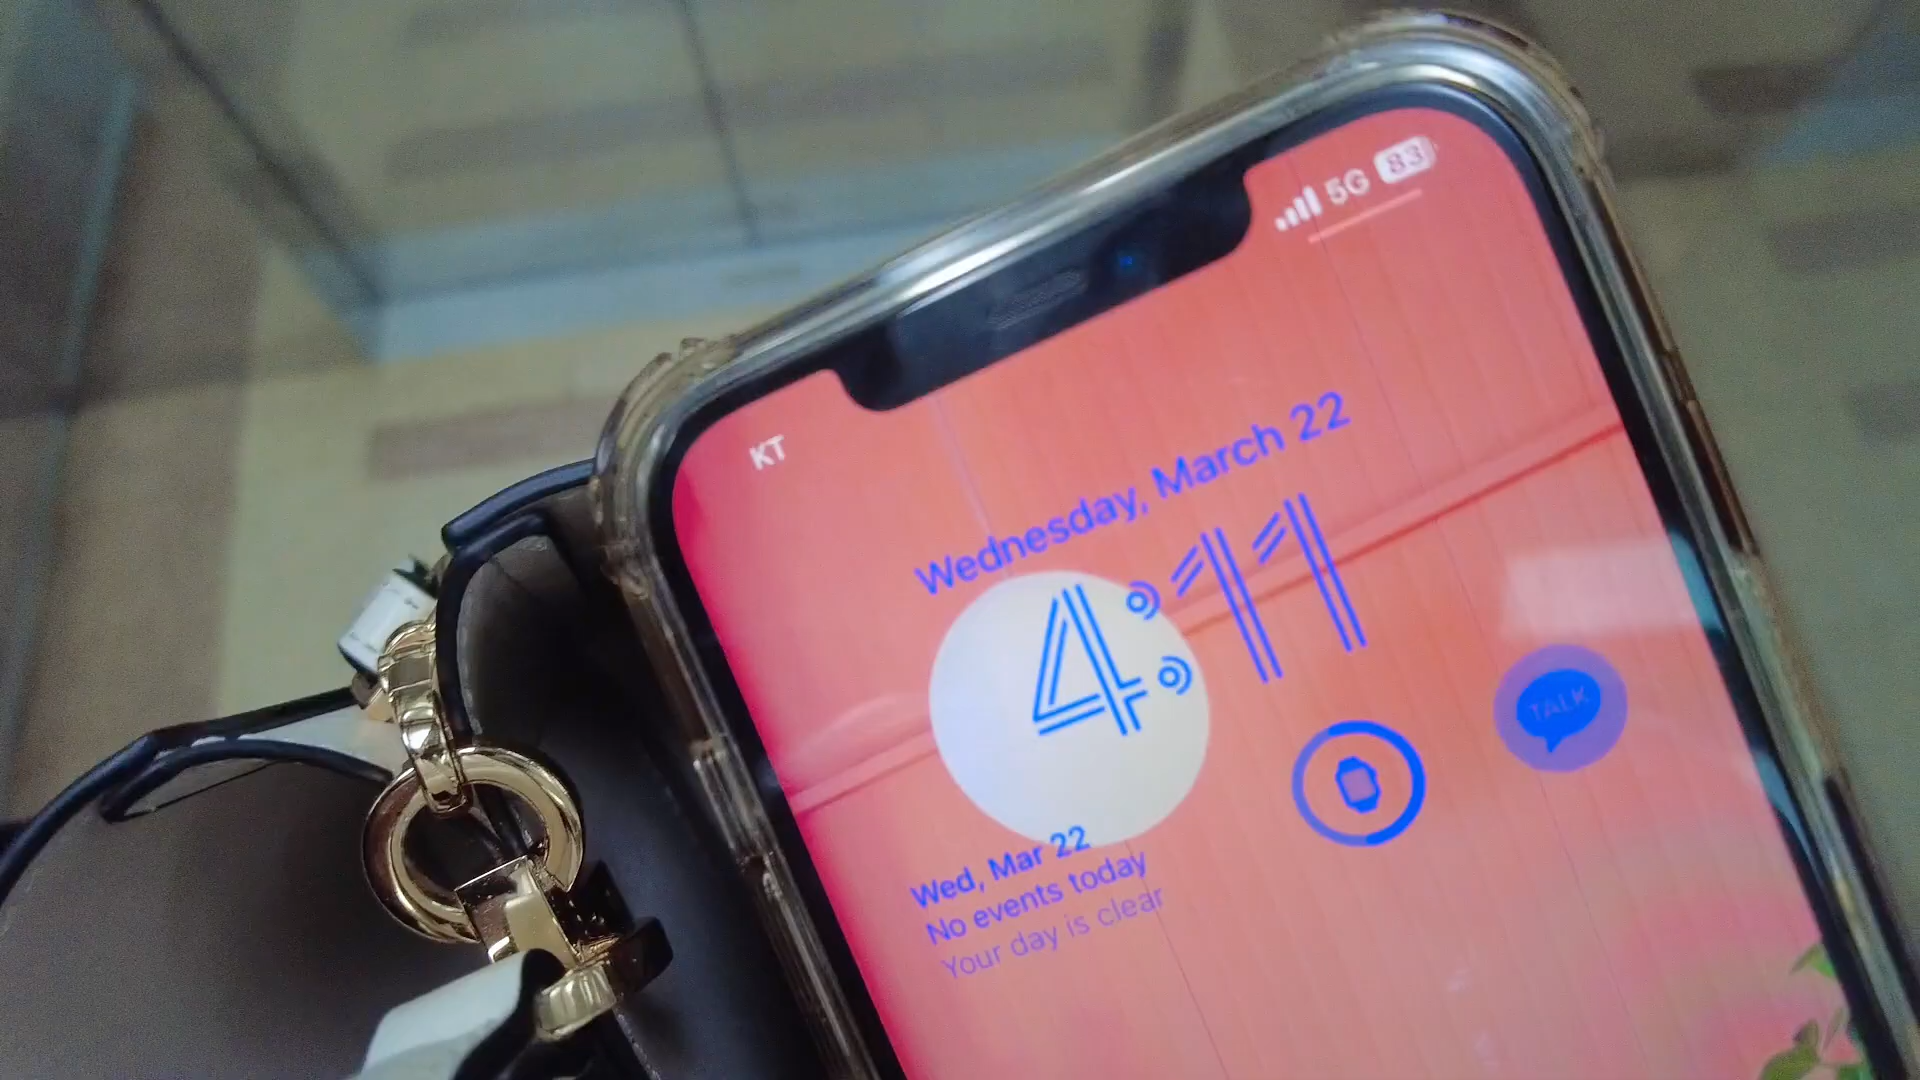 KT
5G 83
Wednesday, March 22
4:11
TALK
Wed, Mar 22
No events today
Your day is clear